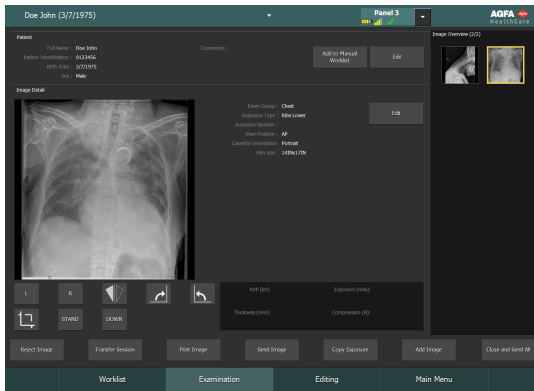 Doe John (3/7/1975)
Panel 3
AGFA
HealthCare
Patient
Full Name : Doe John
Patient Identification : 0123456
Birth Date : 3/7/1975
Sex : Male
Comments :
Add to Manual
Worklist
Edit
Image Overview (2/2)
Image Detail
Exam Group : Chest
Exposure Type : Ribs Lower
Accession Number :
View Position : AP
Cassette Orientation : Portrait
Film size : 14INx17IN
Edit
L
R
STAND
DOWN
KVP (kV):
Exposure (mAs):
Thickness (mm):
Compression (N):
Reject Image
Transfer Session
Print Image
Send Image
Copy Exposure
Add Image
Close and Send All
Worklist
Examination
Editing
Main Menu